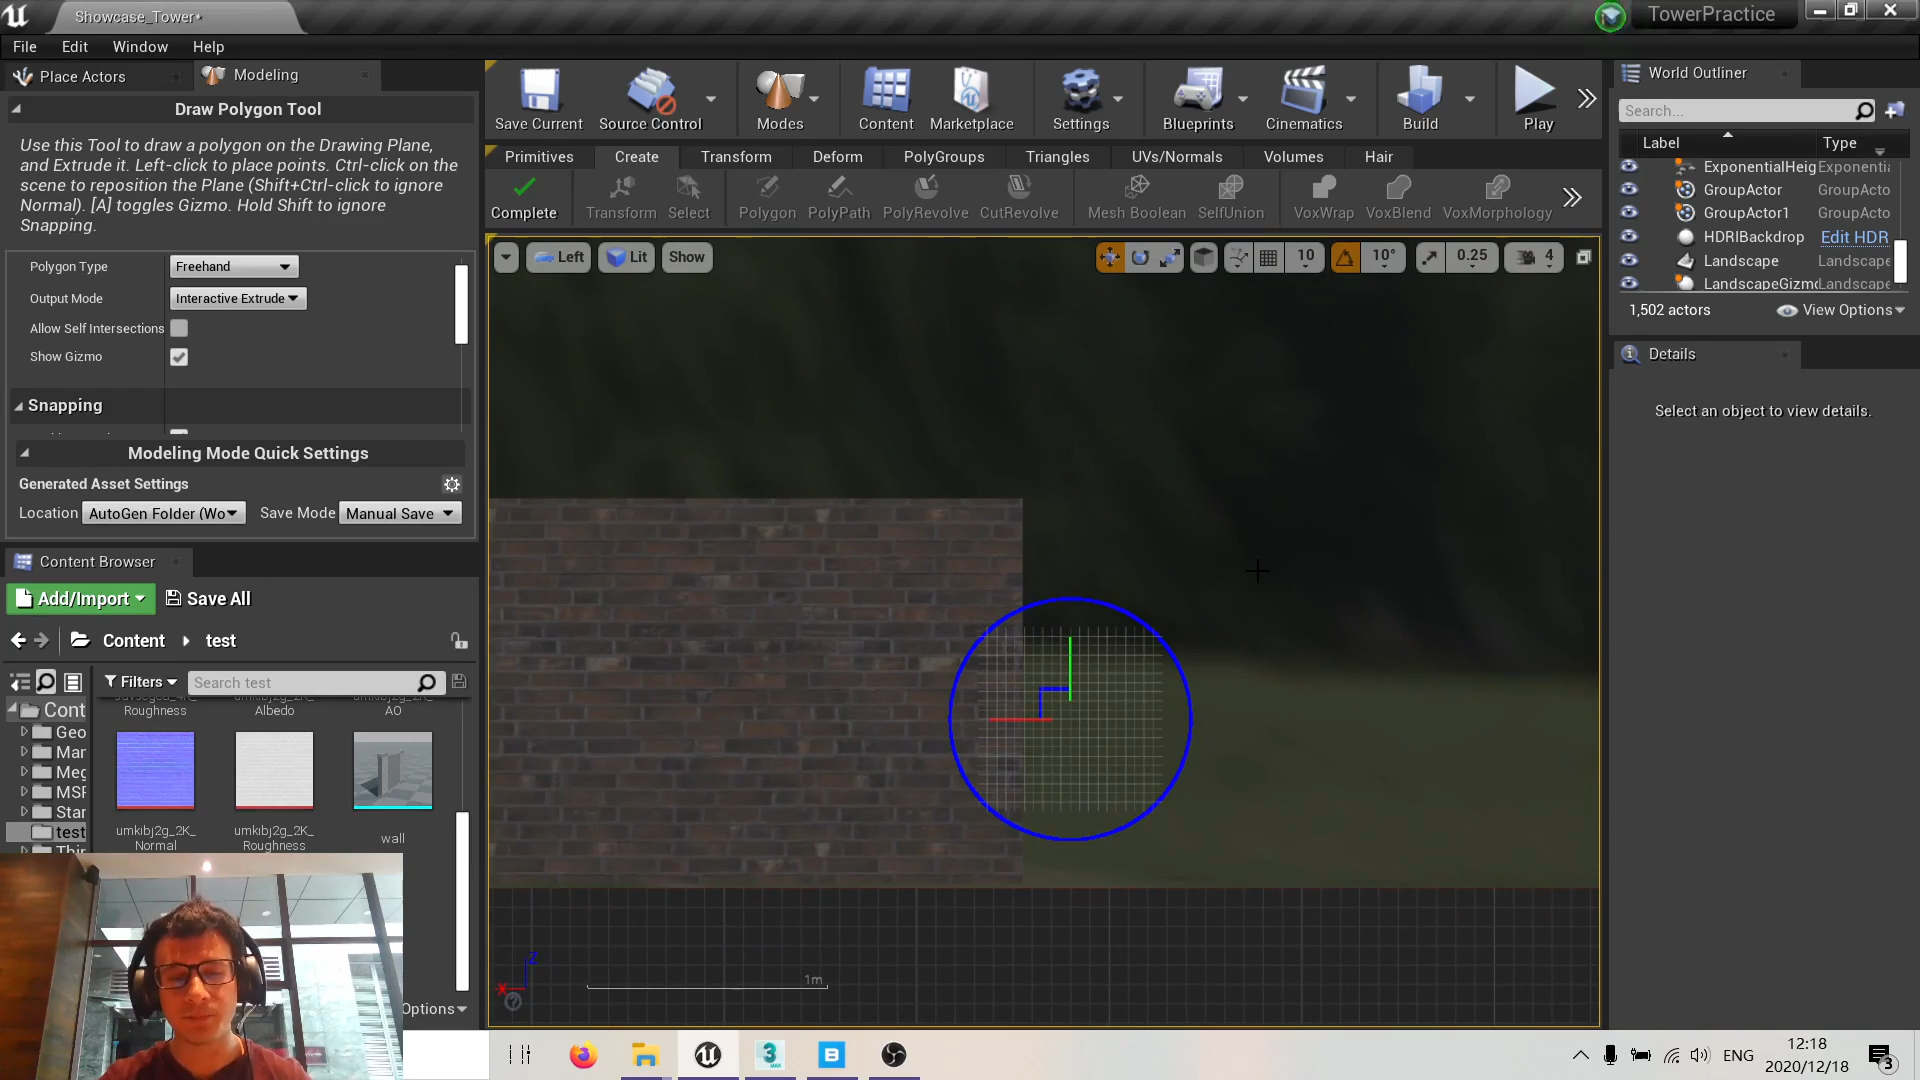 Showcase_Tower*
TowerPractice
File Edit Window Help
Place Actors
Modeling
Draw Polygon Tool
Use this Tool to draw a polygon on the Drawing Plane,
and Extrude it. Left-click to place points. Ctrl-click on the
scene to reposition the Plane (Shift+Ctrl-click to ignore
Normal). [A] toggles Gizmo. Hold Shift to ignore
Snapping.
Polygon Type Freehand
Output Mode Interactive Extrude
Allow Self Intersections
Show Gizmo
Snapping
Modeling Mode Quick Settings
Generated Asset Settings
Location AutoGen Folder (Wo Save Mode Manual Save
Content Browser
Add/Import Save All
Content test
Filters Search test
Cont
Geo
Mar
Meg
MSP
Star
test
Roughness
Albedo
AO
umkibj2g_2K_
Normal
umkibj2g_2K_
Roughness
wall
Options
Save Current Source Control Modes Content Marketplace Settings Blueprints Cinematics Build Play
Primitives Create Transform Deform PolyGroups Triangles UVs/Normals Volumes Hair
Complete Transform Select Polygon PolyPath PolyRevolve CutRevolve Mesh Boolean SelfUnion VoxWrap VoxBlend VoxMorphology
Left Lit Show 10 10° 0.25 4
1m
Z
X
World Outliner
Search...
Label Type
ExponentialHeig Exponentia
GroupActor GroupActo
GroupActor1 GroupActo
HDRIBackdrop Edit HDR
Landscape Landscape
LandscapeGizmo Landscape
1,502 actors View Options
Details
Select an object to view details.
ENG
12:18
2020/12/18
3